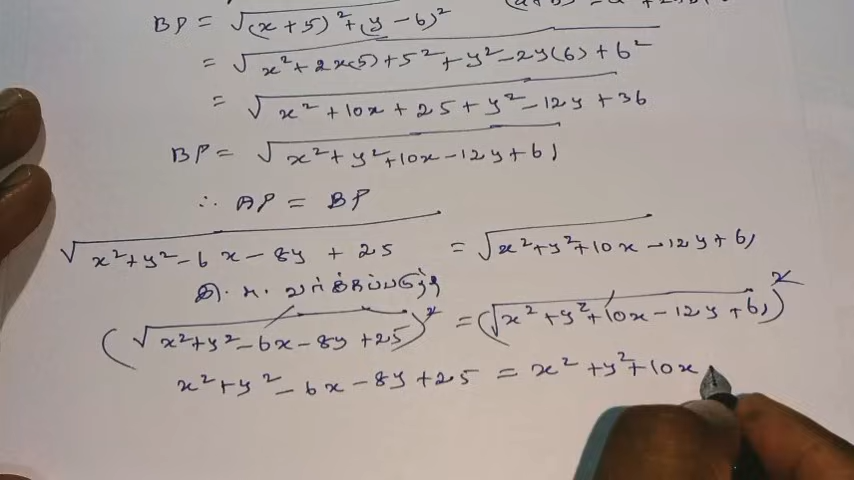 BP = √(x+5)²+(y-6)²
= √x²+2x(5)+5²+y²-2y(6)+6²
= √x²+10x+25+y²-12y+36
BP = √x²+y²+10x-12y+61
∴ AP = BP
√x²+y²-6x-8y+25 = √x²+y²+10x-12y+61
இ.பு. வர்க்கப்படுத்த
(√x²+y²-6x-8y+25)² = (√x²+y²+10x-12y+61)²
x²+y²-6x-8y+25 = x²+y²+10x